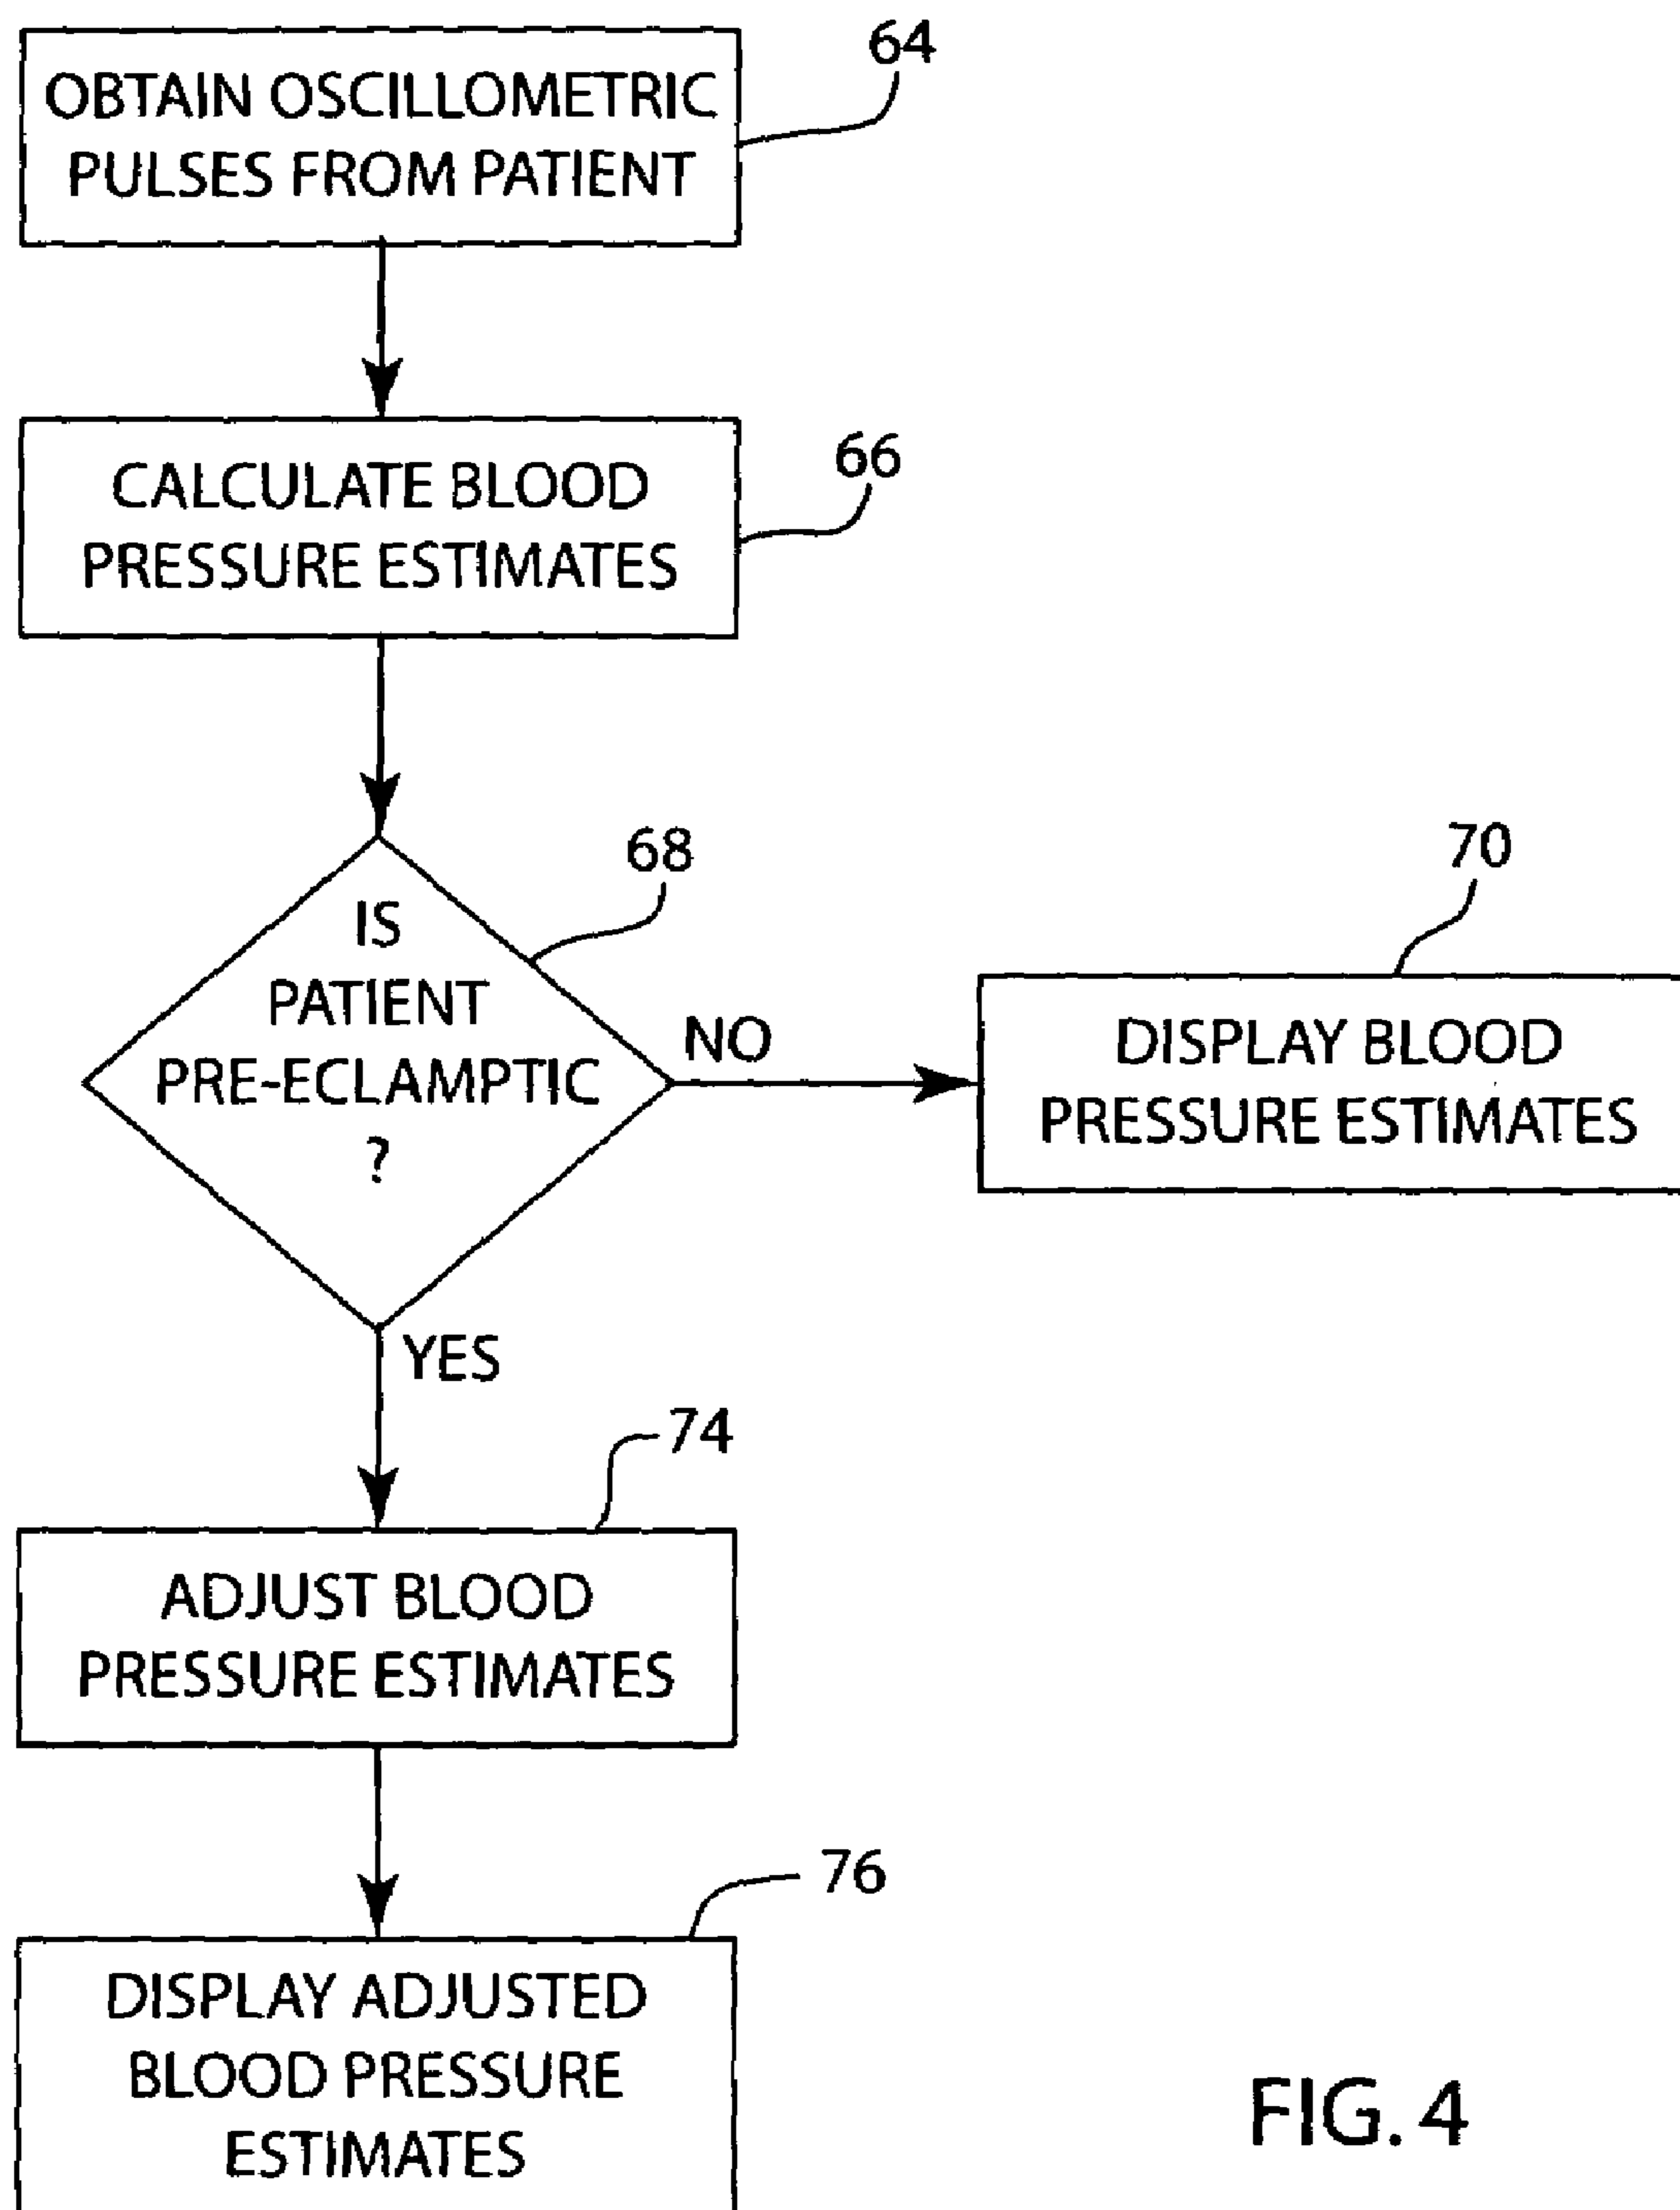 64
OBTAIN OSCILLOMETRIC
PULSES FROM PATIENT
66
CALCULATE BLOOD
PRESSURE ESTIMATES
68
IS
PATIENT
PRE-ECLAMPTIC
?
NO
70
DISPLAY BLOOD
PRESSURE ESTIMATES
YES
74
ADJUST BLOOD
PRESSURE ESTIMATES
76
DISPLAY ADJUSTED
BLOOD PRESSURE
ESTIMATES
FIG. 4